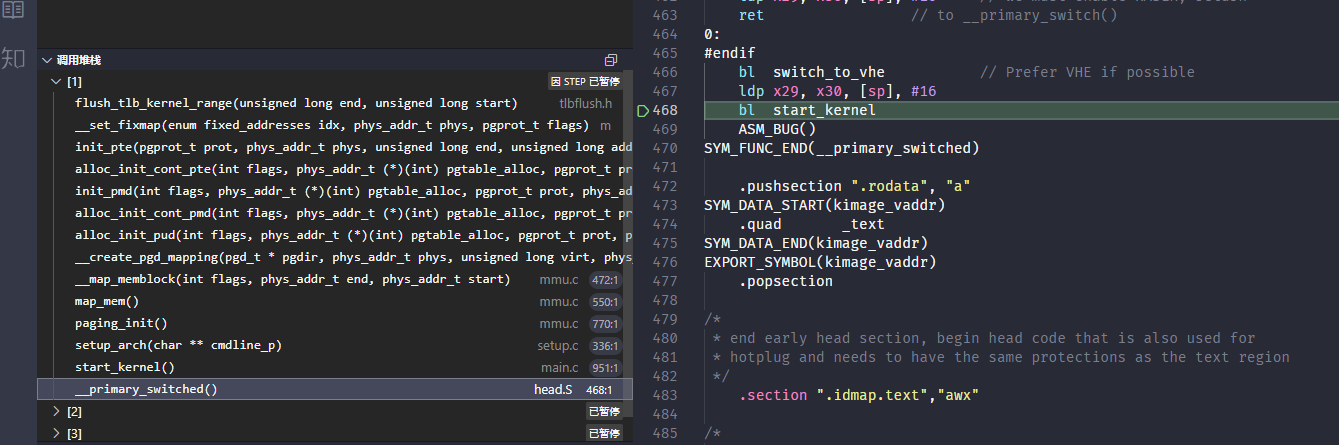 知
调用堆栈
[1] 因 STEP 已暂停
flush_tlb_kernel_range(unsigned long end, unsigned long start) tlbflush.h
__set_fixmap(enum fixed_addresses idx, phys_addr_t phys, pgprot_t flags) m
init_pte(pgprot_t prot, phys_addr_t phys, unsigned long end, unsigned long add
alloc_init_cont_pte(int flags, phys_addr_t (*)(int) pgtable_alloc, pgprot_t pr
init_pmd(int flags, phys_addr_t (*)(int) pgtable_alloc, pgprot_t prot, phys_ad
alloc_init_cont_pmd(int flags, phys_addr_t (*)(int) pgtable_alloc, pgprot_t pr
alloc_init_pud(int flags, phys_addr_t (*)(int) pgtable_alloc, pgprot_t prot, p
__create_pgd_mapping(pgd_t * pgdir, phys_addr_t phys, unsigned long virt, phys_
__map_memblock(phys_addr_t end, phys_addr_t start) mmu.c 472:1
map_mem() mmu.c 550:1
paging_init() mmu.c 770:1
setup_arch(char ** cmdline_p) setup.c 336:1
start_kernel() main.c 951:1
__primary_switched() head.S 468:1
[2] 已暂停
[3] 已暂停
463 ret // to __primary_switch()
464 0:
465 #endif
466 bl switch_to_vhe // Prefer VHE if possible
467 ldp x29, x30, [sp], #16
468 bl start_kernel
469 ASM_BUG()
470 SYM_FUNC_END(__primary_switched)
471
472 .pushsection ".rodata", "a"
473 SYM_DATA_START(kimage_vaddr)
474 .quad _text
475 SYM_DATA_END(kimage_vaddr)
476 EXPORT_SYMBOL(kimage_vaddr)
477 .popsection
478
479 /*
480 * end early head section, begin head code that is also used for
481 * hotplug and needs to have the same protections as the text region
482 */
483 .section ".idmap.text","awx"
484
485 /*